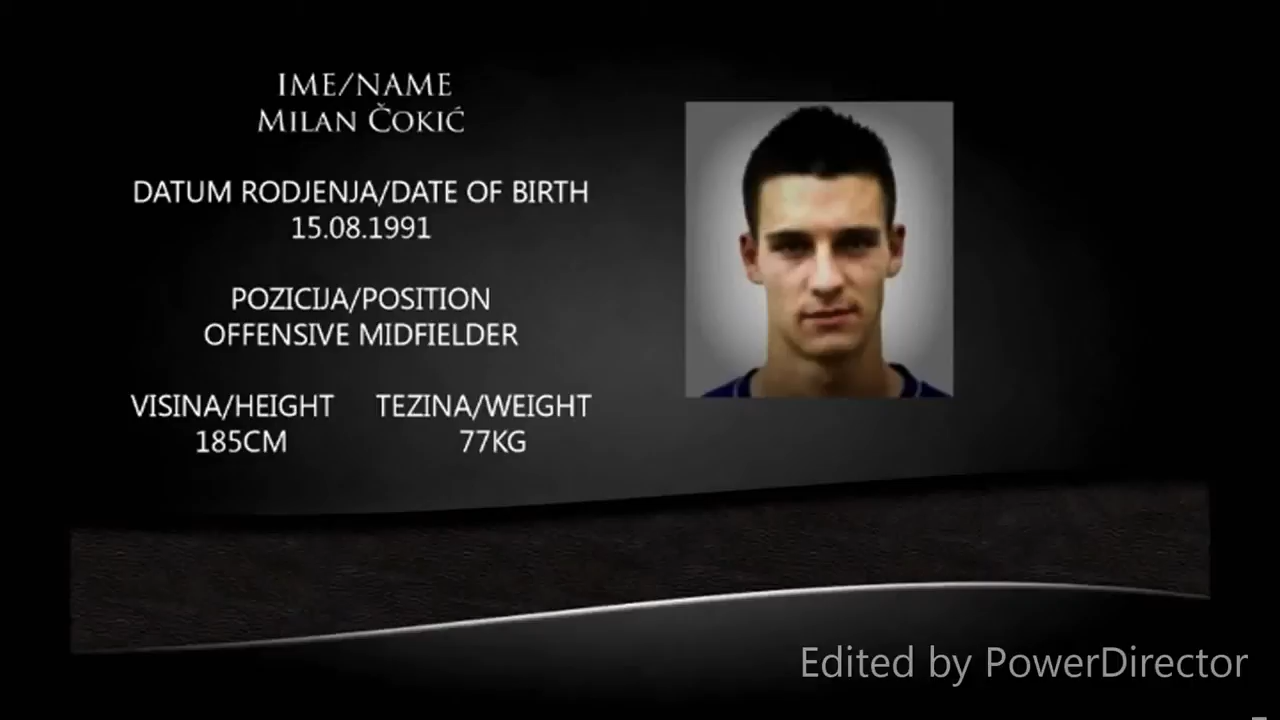 IME/NAME
MILAN ČOKIĆ
DATUM RODJENJA/DATE OF BIRTH
15.08.1991
POZICIJA/POSITION
OFFENSIVE MIDFIELDER
VISINA/HEIGHT TEZINA/WEIGHT
185CM 77KG
Edited by PowerDirector